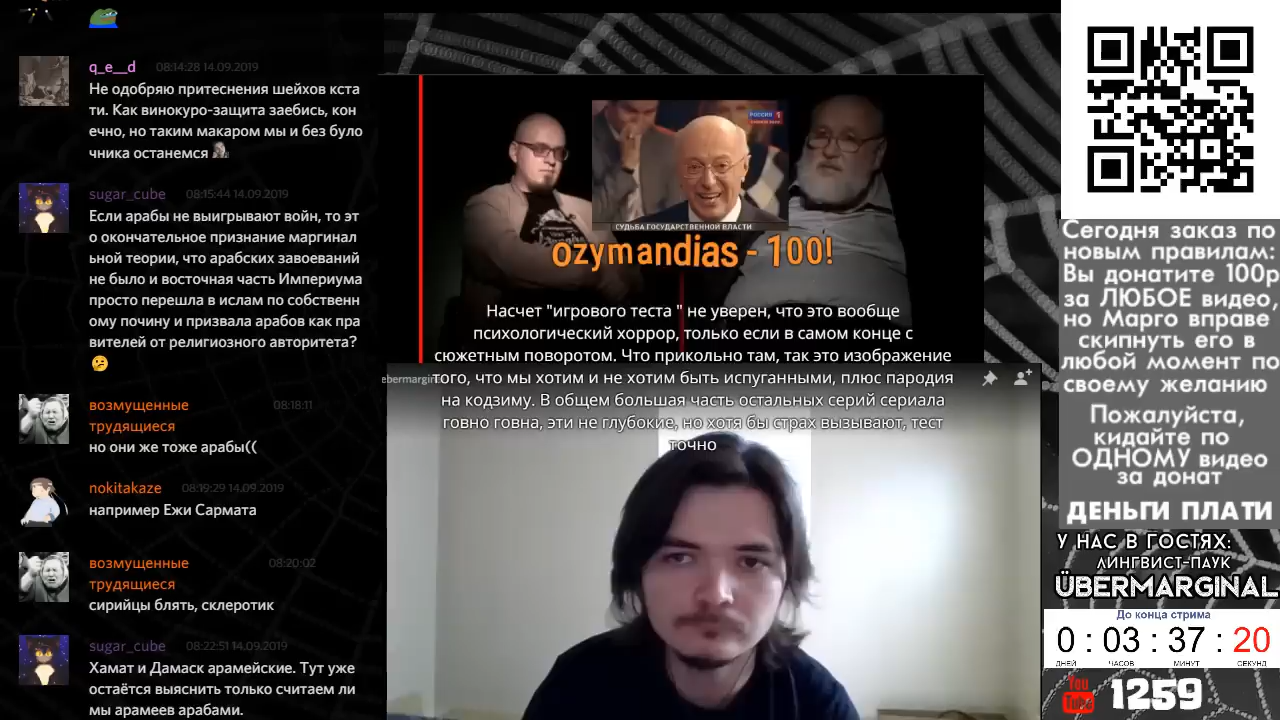 q_e__d 08:14:28 14.09.2019
Не одобряю притеснения шейхов кста
ти. Как винокуро-защита заебись, кон
ечно, но таким макаром мы и без було
чника останемся
sugar_cube 08:15:44 14.09.2019
Если арабы не выигрывают войн, то эт
о окончательное признание маргинал
ьной теории, что арабских завоеваний
не было и восточная часть Империума
просто перешла в ислам по собственн
ому почину и призвала арабов как пра
вителей от религиозного авторитета?
возмущенные 08:18:11
трудящиеся
но они же тоже арабы((
nokitakaze 08:19:29 14.09.2019
например Ежи Сармата
возмущенные 08:20:02
трудящиеся
сирийцы блять, склеротик
sugar_cube 08:22:51 14.09.2019
Хамат и Дамаск арамейские. Тут уже
остаётся выяснить только считаем ли
мы арамеев арабами.
РОССИЯ 1
СУДЬБА ГОСУДАРСТВЕННОЙ ВЛАСТИ
ozymandias - 100!
Насчет "игрового теста " не уверен, что это вообще
психологический хоррор, только если в самом конце с
сюжетным поворотом. Что прикольно там, так это изображение
того, что мы хотим и не хотим быть испуганными, плюс пародия
на кодзиму. В общем большая часть остальных серий сериала
говно говна, эти не глубокие, но хотя бы страх вызывают, тест
точно
Сегодня заказ по
новым правилам:
Вы донатите 100р
за ЛЮБОЕ видео,
но Марго вправе
скипнуть его в
любой момент по
своему желанию
Пожалуйста,
кидайте по
ОДНОМУ видео
за донат
ДЕНЬГИ ПЛАТИ
У НАС В ГОСТЯХ:
ЛИНГВИСТ-ПАУК
ÜBERMARGINAL
До конца стрима
0 : 03 : 37 : 20
ДНЕЙ ЧАСОВ МИНУТ СЕКУНД
You Tube 1259